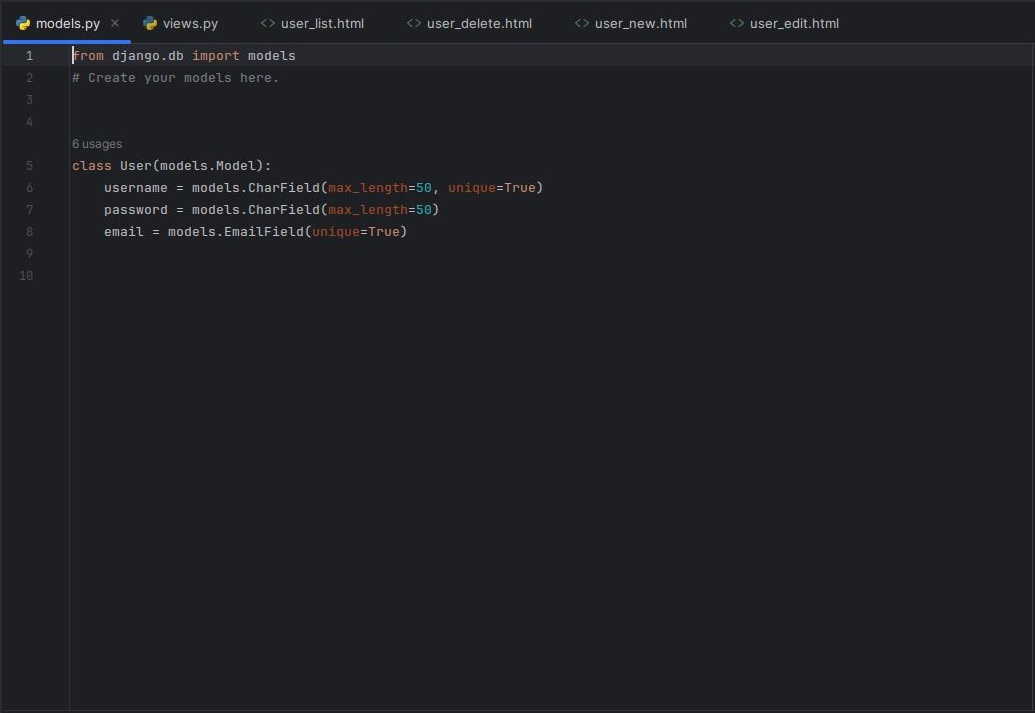 models.py × views.py <> user_list.html <> user_delete.html <> user_new.html <> user_edit.html
1 from django.db import models
2 # Create your models here.
3
4
6 usages
5 class User(models.Model):
6     username = models.CharField(max_length=50, unique=True)
7     password = models.CharField(max_length=50)
8     email = models.EmailField(unique=True)
9
10